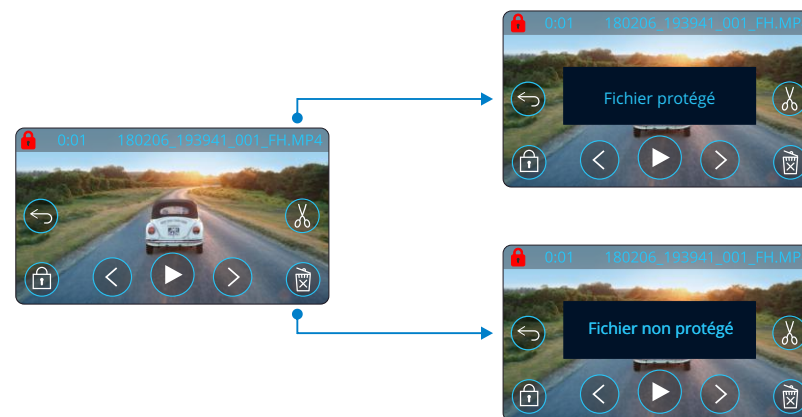 0:01 180206_193941_001_FH.MP4
0:01 180206_193941_001_FH.MP
Fichier protégé
0:01 180206_193941_001_FH.MP
Fichier non protégé